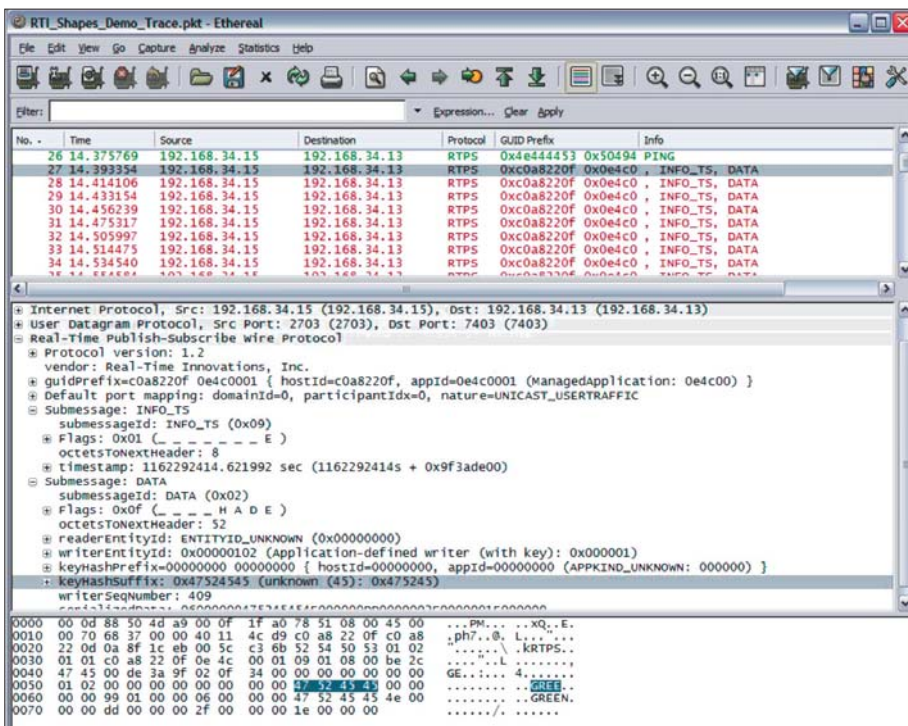 RTI_Shapes_Demo_Trace.pkt - Ethereal
File Edit View Go Capture Analyze Statistics Help
Filter: Expression... Clear Apply
No. - Time Source Destination Protocol GUID Prefix Info
26 14.375769 192.168.34.15 192.168.34.13 RTPS 0x4e444453 0x50494 PING
27 14.393354 192.168.34.15 192.168.34.13 RTPS 0xc0a8220f 0x0e4c0 , INFO_TS, DATA
28 14.414106 192.168.34.15 192.168.34.13 RTPS 0xc0a8220f 0x0e4c0 , INFO_TS, DATA
29 14.433154 192.168.34.15 192.168.34.13 RTPS 0xc0a8220f 0x0e4c0 , INFO_TS, DATA
30 14.456239 192.168.34.15 192.168.34.13 RTPS 0xc0a8220f 0x0e4c0 , INFO_TS, DATA
31 14.475317 192.168.34.15 192.168.34.13 RTPS 0xc0a8220f 0x0e4c0 , INFO_TS, DATA
32 14.505997 192.168.34.15 192.168.34.13 RTPS 0xc0a8220f 0x0e4c0 , INFO_TS, DATA
33 14.514475 192.168.34.15 192.168.34.13 RTPS 0xc0a8220f 0x0e4c0 , INFO_TS, DATA
34 14.534540 192.168.34.15 192.168.34.13 RTPS 0xc0a8220f 0x0e4c0 , INFO_TS, DATA
Internet Protocol, Src: 192.168.34.15 (192.168.34.15), Dst: 192.168.34.13 (192.168.34.13)
User Datagram Protocol, Src Port: 2703 (2703), Dst Port: 7403 (7403)
Real-Time Publish-Subscribe Wire Protocol
Protocol version: 1.2
vendor: Real-Time Innovations, Inc.
guidPrefix=c0a8220f 0e4c0001 { hostId=c0a8220f, appId=0e4c0001 (ManagedApplication: 0e4c00) }
Default port mapping: domainId=0, participantIdx=0, nature=UNICAST_USERTRAFFIC
Submessage: INFO_TS
submessageId: INFO_TS (0x09)
Flags: 0x01 (_ _ _ _ _ _ _ E )
octetsToNextHeader: 8
timestamp: 1162292414.621992 sec (1162292414s + 0x9f3ade00)
Submessage: DATA
submessageId: DATA (0x02)
Flags: 0x0f (_ _ _ _ H A D E )
octetsToNextHeader: 52
readerEntityId: ENTITYID_UNKNOWN (0x00000000)
writerEntityId: 0x00000102 (Application-defined writer (with key): 0x000001)
keyHashPrefix=00000000 00000000 { hostId=00000000, appId=00000000 (APPKIND_UNKNOWN: 000000) }
keyHashSuffix: 0x47524545 (unknown (45): 0x475245)
writerSeqNumber: 409
0000 00 0d 88 50 4d a9 00 0f 1f a0 78 51 08 00 45 00 ...PM... ..xQ..E.
0010 00 70 68 37 00 00 40 11 4c d9 c0 a8 22 0f c0 a8 .ph7..@. L..."...
0020 22 0d 0a 8f 1c eb 00 5c c3 6b 52 54 50 53 01 02 "......\ .kRTPS..
0030 01 01 c0 a8 22 0f 0e 4c 00 01 09 01 08 00 be 2c ...."..L .......,
0040 47 45 00 de 3a 9f 02 0f 34 00 00 00 00 00 00 00 GE..:... 4.......
0050 01 02 00 00 00 00 00 00 00 00 47 52 45 45 00 00 ........ ..GREE..
0060 00 00 99 01 00 00 06 00 00 00 47 52 45 45 4e 00 ........ ..GREEN.
0070 00 00 dd 00 00 00 2f 00 00 00 1e 00 00 00 ....../. ......